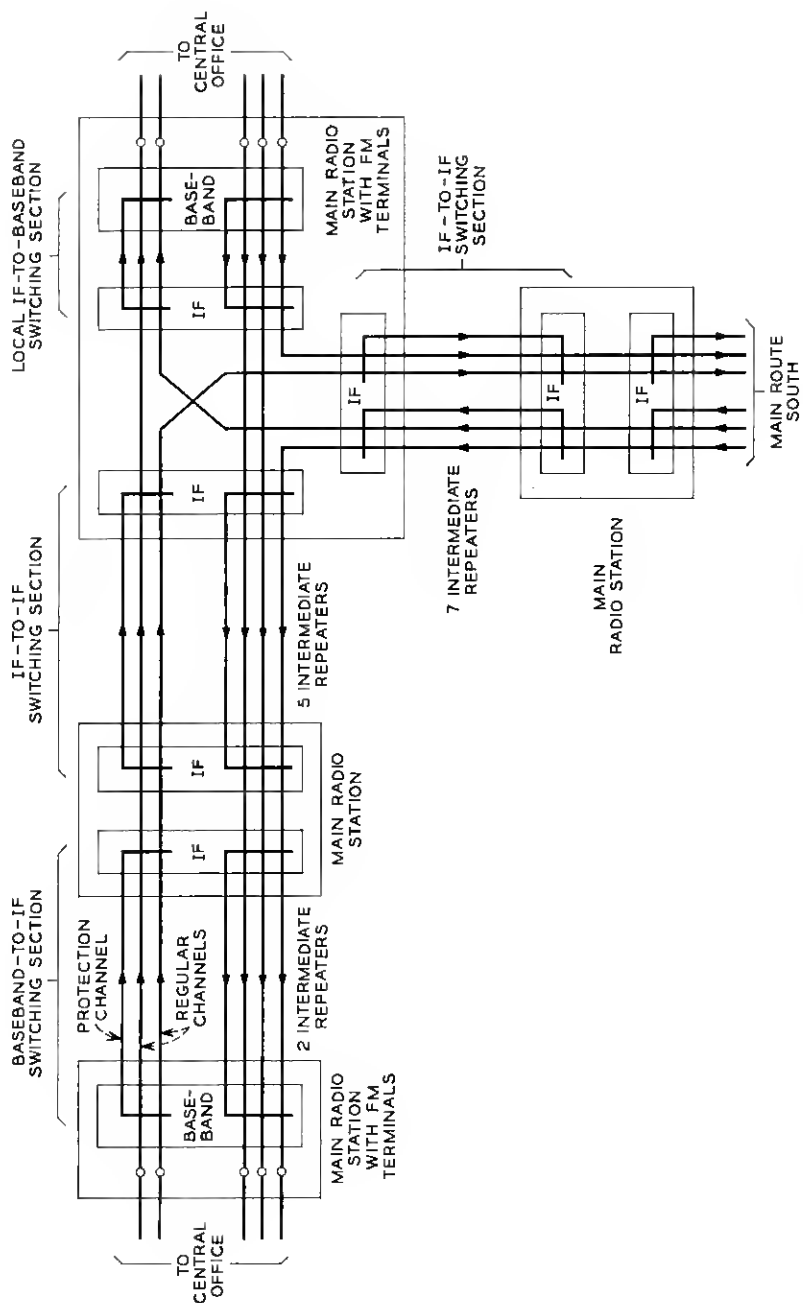 BASEBAND-TO-IF
SWITCHING SECTION
IF-TO-IF
SWITCHING SECTION
LOCAL IF-TO-BASEBAND
SWITCHING SECTION
PROTECTION
CHANNEL
REGULAR
CHANNELS
TO
CENTRAL
OFFICE
BASE-
BAND
IF
IF
IF
IF
BASE-
BAND
TO
CENTRAL
OFFICE
2 INTERMEDIATE
REPEATERS
5 INTERMEDIATE
REPEATERS
MAIN RADIO
STATION
WITH FM
TERMINALS
MAIN RADIO
STATION
MAIN RADIO
STATION
WITH FM
TERMINALS
IF
IF-TO-IF
SWITCHING
SECTION
7 INTERMEDIATE
REPEATERS
IF
IF
MAIN
RADIO STATION
MAIN ROUTE
SOUTH